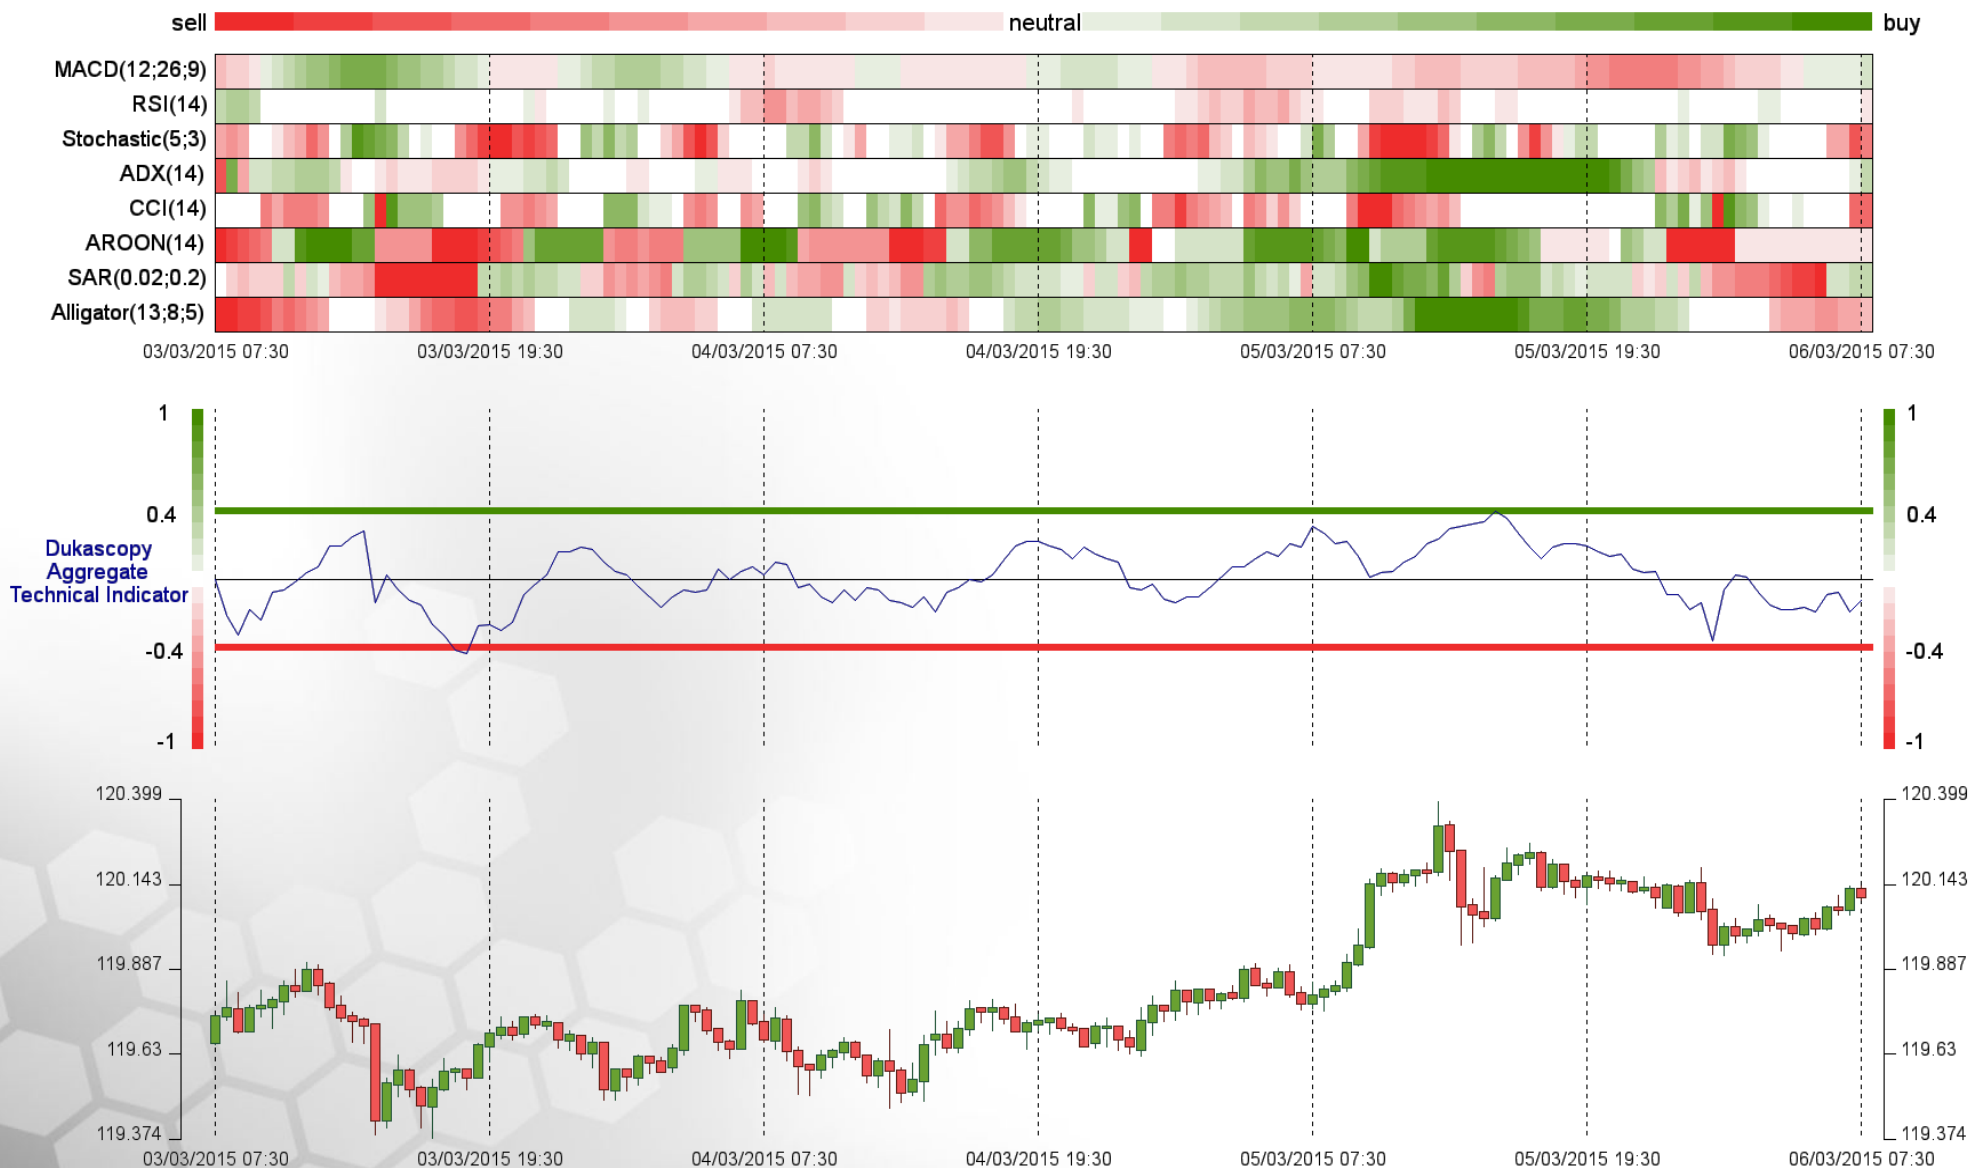 sell neutral buy
MACD(12;26;9)
RSI(14)
Stochastic(5;3)
ADX(14)
CCI(14)
AROON(14)
SAR(0.02;0.2)
Alligator(13;8;5)
03/03/2015 07:30 03/03/2015 19:30 04/03/2015 07:30 04/03/2015 19:30 05/03/2015 07:30 05/03/2015 19:30 06/03/2015 07:30
1 1
0.4 0.4
Dukascopy
Aggregate
Technical Indicator
-0.4 -0.4
-1 -1
120.399 120.399
120.143 120.143
119.887 119.887
119.63 119.63
119.374 119.374
03/03/2015 07:30 03/03/2015 19:30 04/03/2015 07:30 04/03/2015 19:30 05/03/2015 07:30 05/03/2015 19:30 06/03/2015 07:30